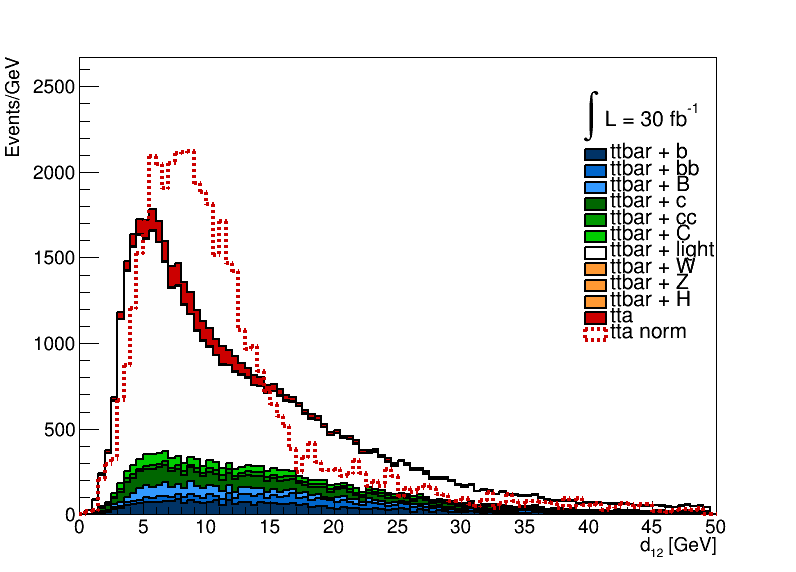 Events/GeV
2500
2000
1500
1000
500
0
∫ L = 30 fb⁻¹
ttbar + b
ttbar + bb
ttbar + B
ttbar + c
ttbar + cc
ttbar + C
ttbar + light
ttbar + W
ttbar + Z
ttbar + H
tta
tta norm
0 5 10 15 20 25 30 35 40 45 50
d₁₂ [GeV]